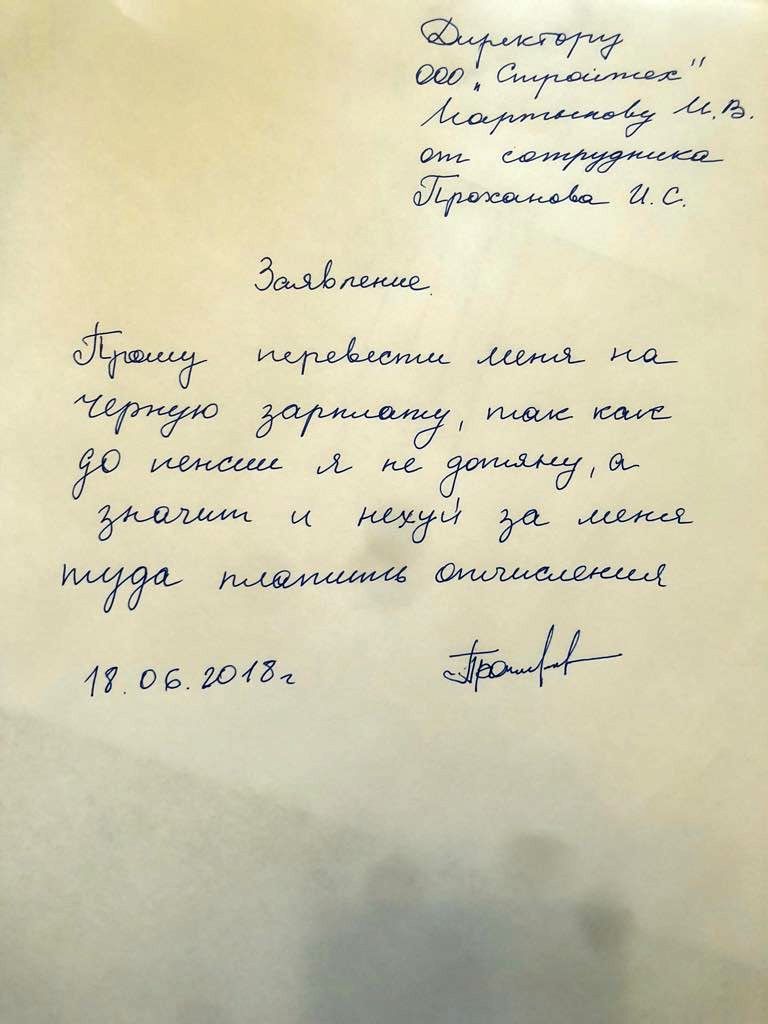 Директору
ООО "Стройтех"
Мартынову И.В.
от сотрудника
Проханова И.С.
Заявление.
Прошу перевести меня на
черную зарплату, так как
до пенсии я не дотяну, а
значит и нехуй за меня
туда платить отчисления
18.06.2018г